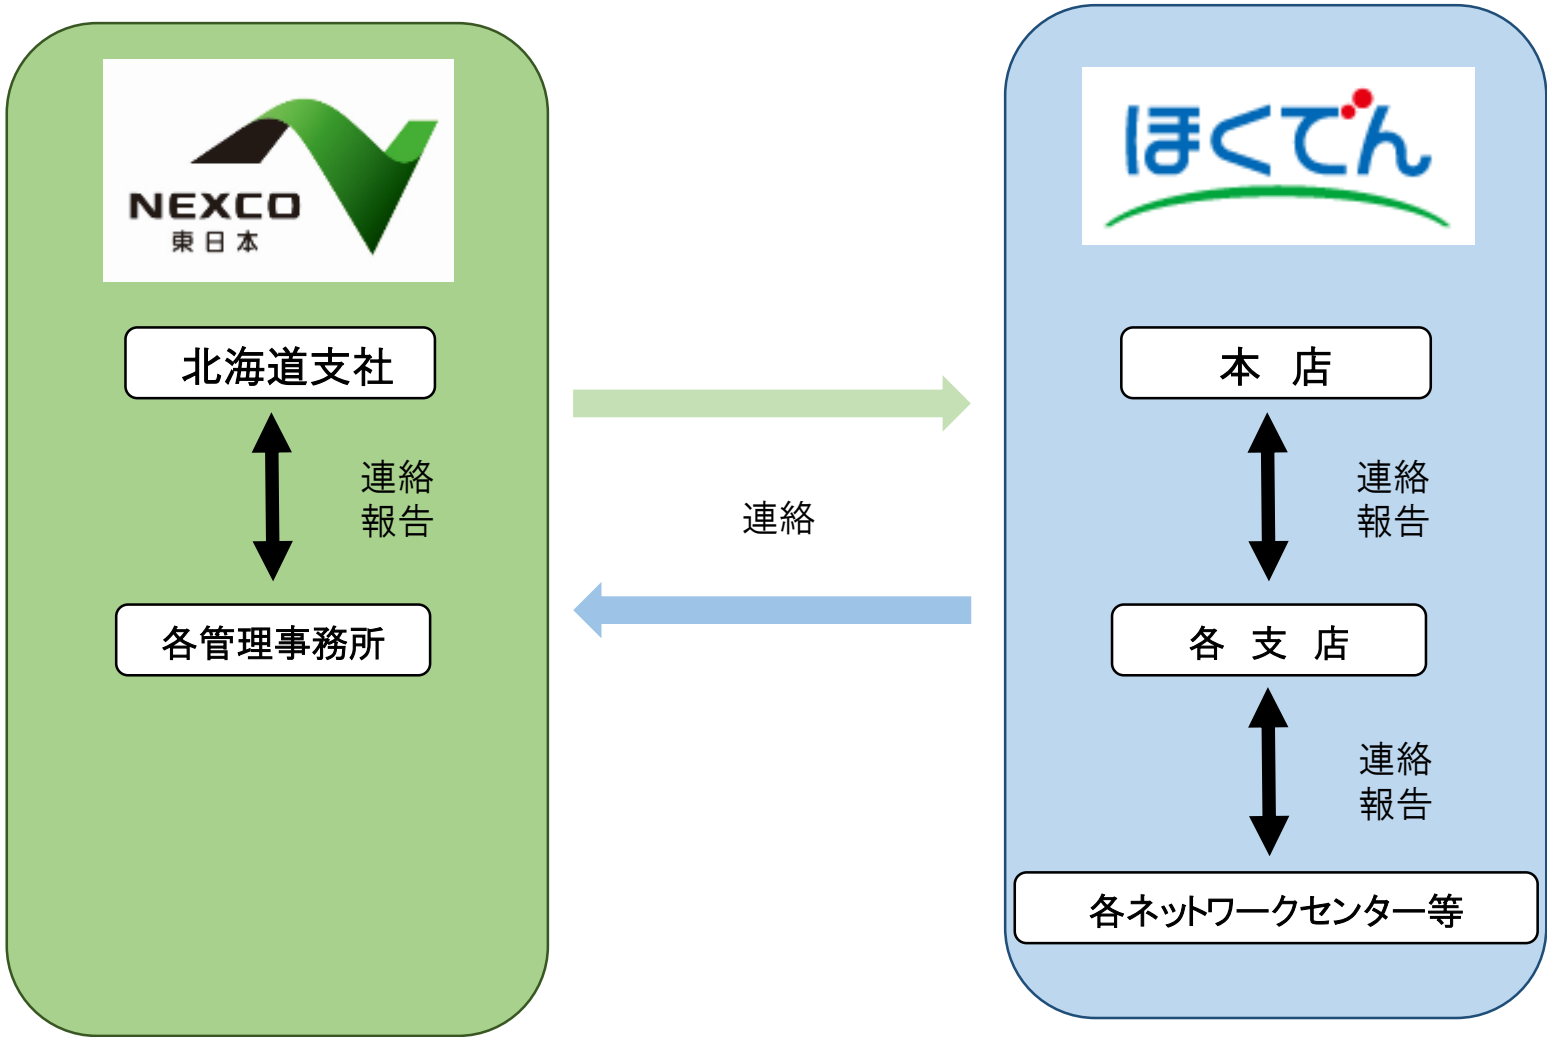 NEXCO
東日本
北海道支社
連絡
報告
各管理事務所
連絡
ほくでん
本　店
連絡
報告
各　支　店
連絡
報告
各ネットワークセンター等